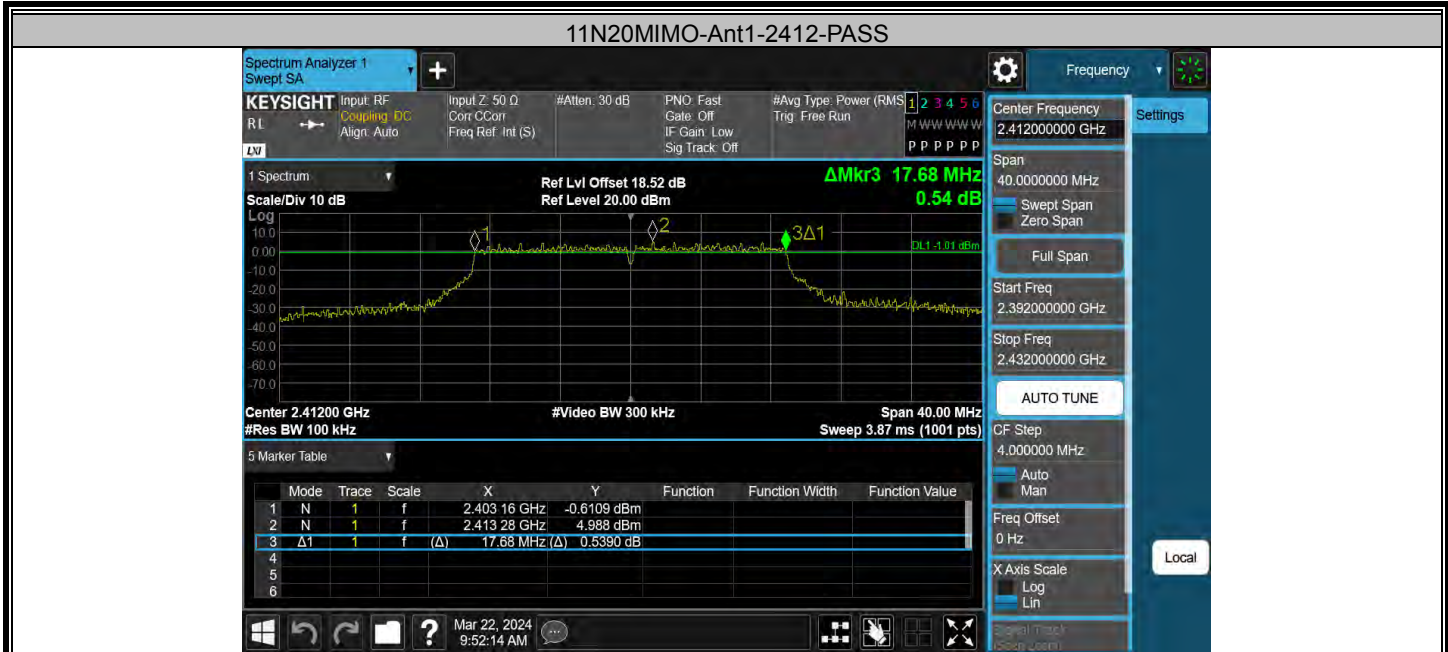 11N20MIMO-Ant1-2412-PASS
Spectrum Analyzer 1
Swept SA
+
Frequency
KEYSIGHT
RL
LXI
Input: RF
Coupling: DC
Align: Auto
Input Z: 50 Ω
Corr CCorr
Freq Ref: Int (S)
#Atten: 30 dB
PNO: Fast
Gate: Off
IF Gain: Low
Sig Track: Off
#Avg Type: Power (RMS
Trig: Free Run
1 2 3 4 5 6
M W W W W W
P P P P P P
1 Spectrum
Scale/Div 10 dB
Ref Lvl Offset 18.52 dB
Ref Level 20.00 dBm
ΔMkr3 17.68 MHz
0.54 dB
Log
10.0
0.00
-10.0
-20.0
-30.0
-40.0
-50.0
-60.0
-70.0
1
2
3Δ1
DL1 -1.01 dBm
Center 2.41200 GHz
#Res BW 100 kHz
#Video BW 300 kHz
Span 40.00 MHz
Sweep 3.87 ms (1001 pts)
5 Marker Table
Mode Trace Scale X Y Function Function Width Function Value
1 N 1 f 2.403 16 GHz -0.6109 dBm
2 N 1 f 2.413 28 GHz 4.988 dBm
3 Δ1 1 f (Δ) 17.68 MHz (Δ) 0.5390 dB
4
5
6
?
Mar 22, 2024
9:52:14 AM
Center Frequency
2.412000000 GHz
Span
40.0000000 MHz
Swept Span
Zero Span
Full Span
Start Freq
2.392000000 GHz
Stop Freq
2.432000000 GHz
AUTO TUNE
CF Step
4.000000 MHz
Auto
Man
Freq Offset
0 Hz
X Axis Scale
Log
Lin
Signal Track
(Span Zoom)
Settings
Local